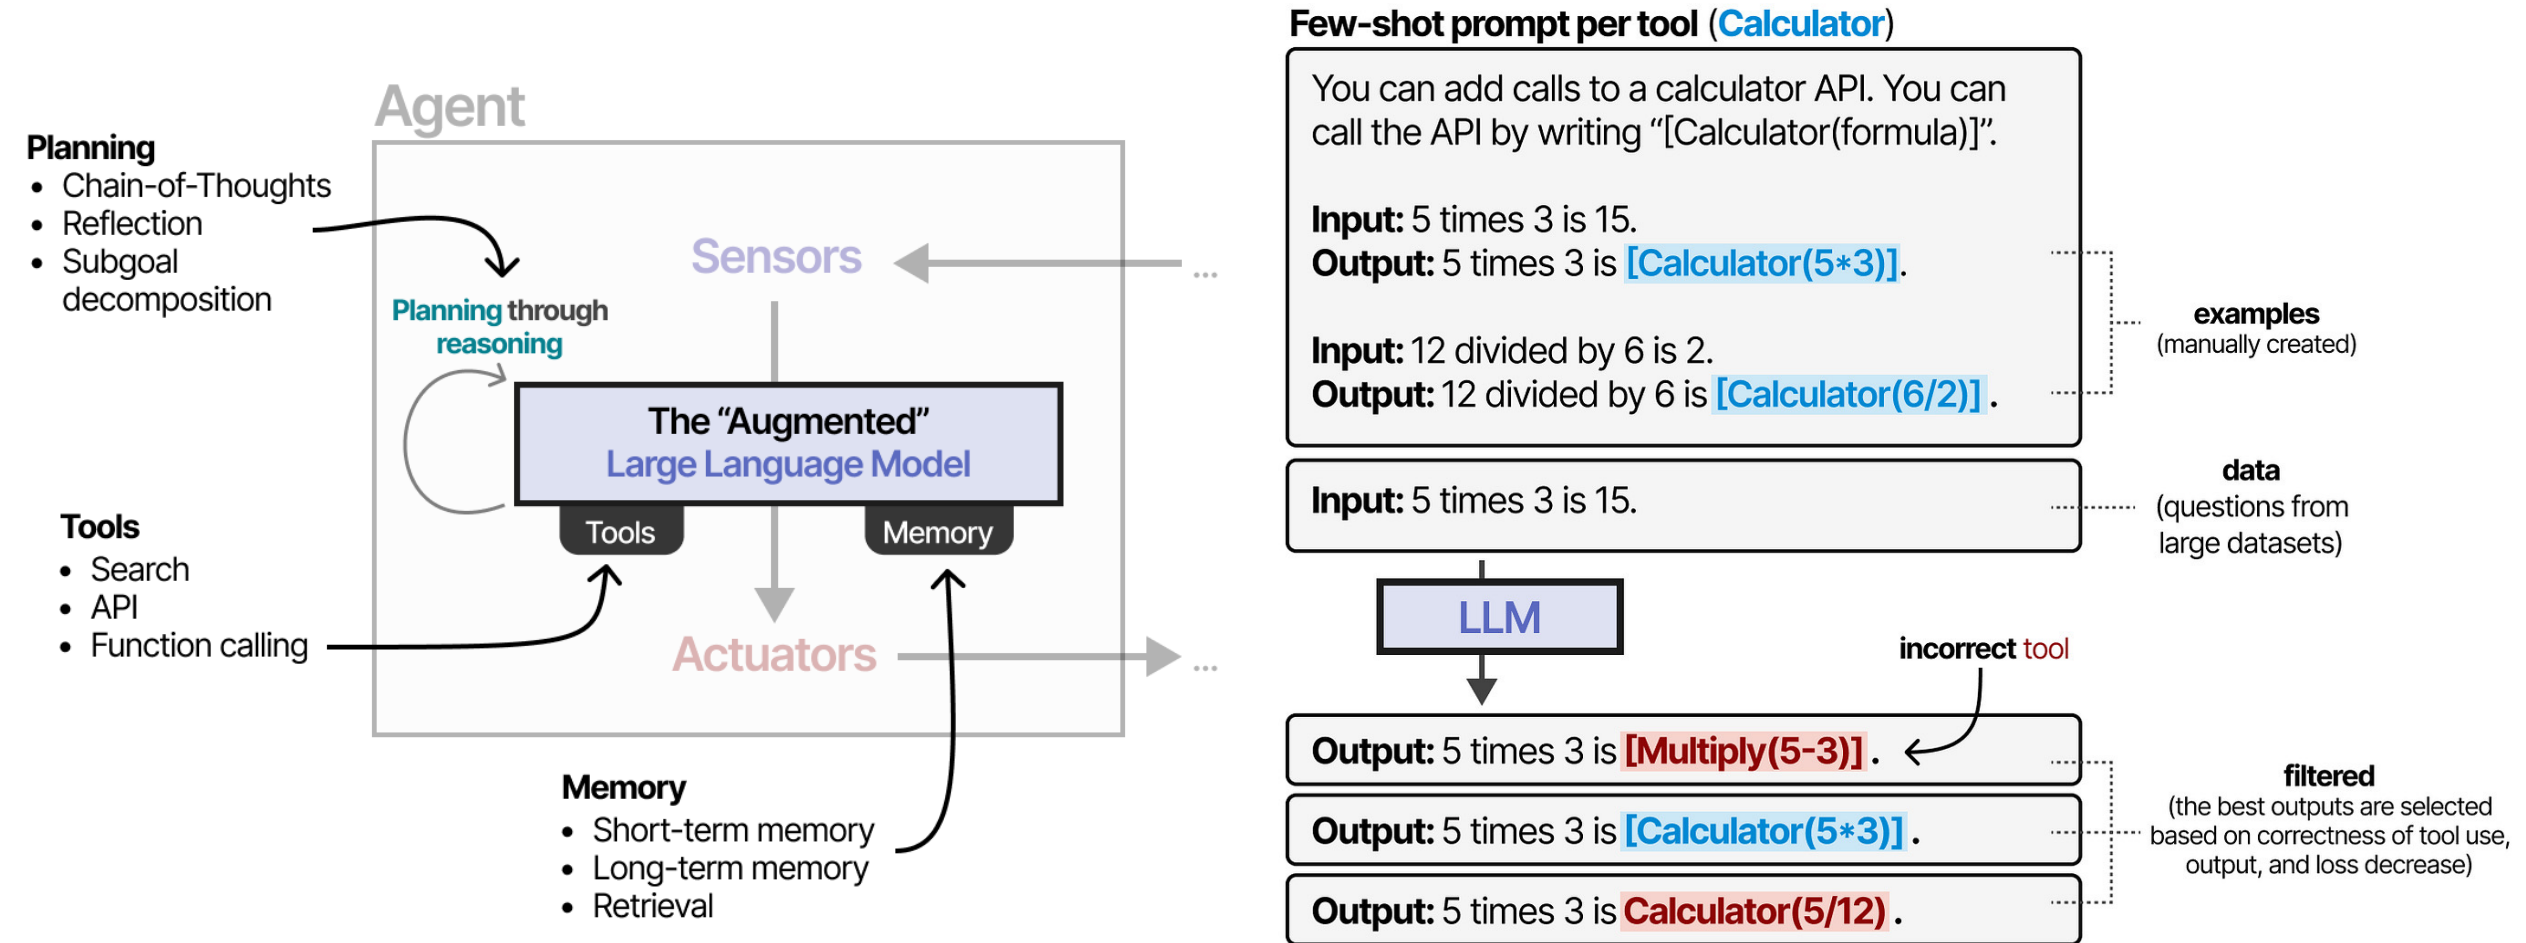 Agent
Planning
• Chain-of-Thoughts
• Reflection
• Subgoal
decomposition
Sensors
...
Planning through
reasoning
The “Augmented”
Large Language Model
Tools
Memory
Tools
• Search
• API
• Function calling
Actuators
...
Memory
• Short-term memory
• Long-term memory
• Retrieval
Few-shot prompt per tool (Calculator)
You can add calls to a calculator API. You can
call the API by writing “[Calculator(formula)]”.
Input: 5 times 3 is 15.
Output: 5 times 3 is [Calculator(5*3)].
Input: 12 divided by 6 is 2.
Output: 12 divided by 6 is [Calculator(6/2)] .
examples
(manually created)
Input: 5 times 3 is 15.
data
(questions from
large datasets)
LLM
incorrect tool
Output: 5 times 3 is [Multiply(5-3)] .
Output: 5 times 3 is [Calculator(5*3)] .
Output: 5 times 3 is Calculator(5/12) .
filtered
(the best outputs are selected
based on correctness of tool use,
output, and loss decrease)